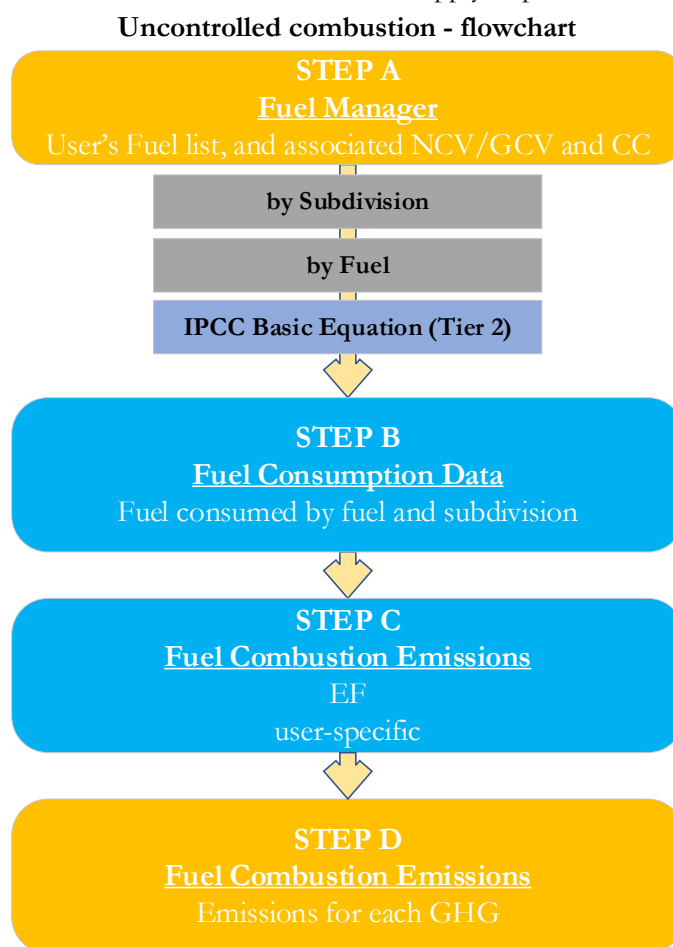 Uncontrolled combustion - flowchart
STEP A
Fuel Manager
User's Fuel list, and associated NCV/GCV and CC
by Subdivision
by Fuel
IPCC Basic Equation (Tier 2)
STEP B
Fuel Consumption Data
Fuel consumed by fuel and subdivision
STEP C
Fuel Combustion Emissions
EF
user-specific
STEP D
Fuel Combustion Emissions
Emissions for each GHG